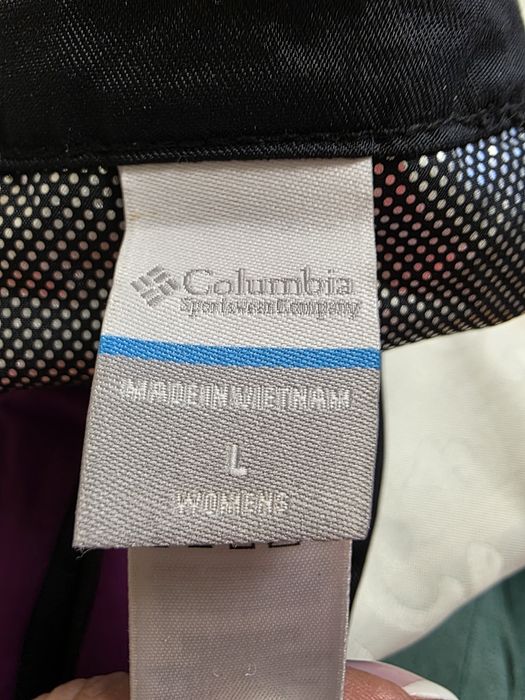 Columbia
Sportswear Company
MADE IN VIETNAM
L
WOMENS